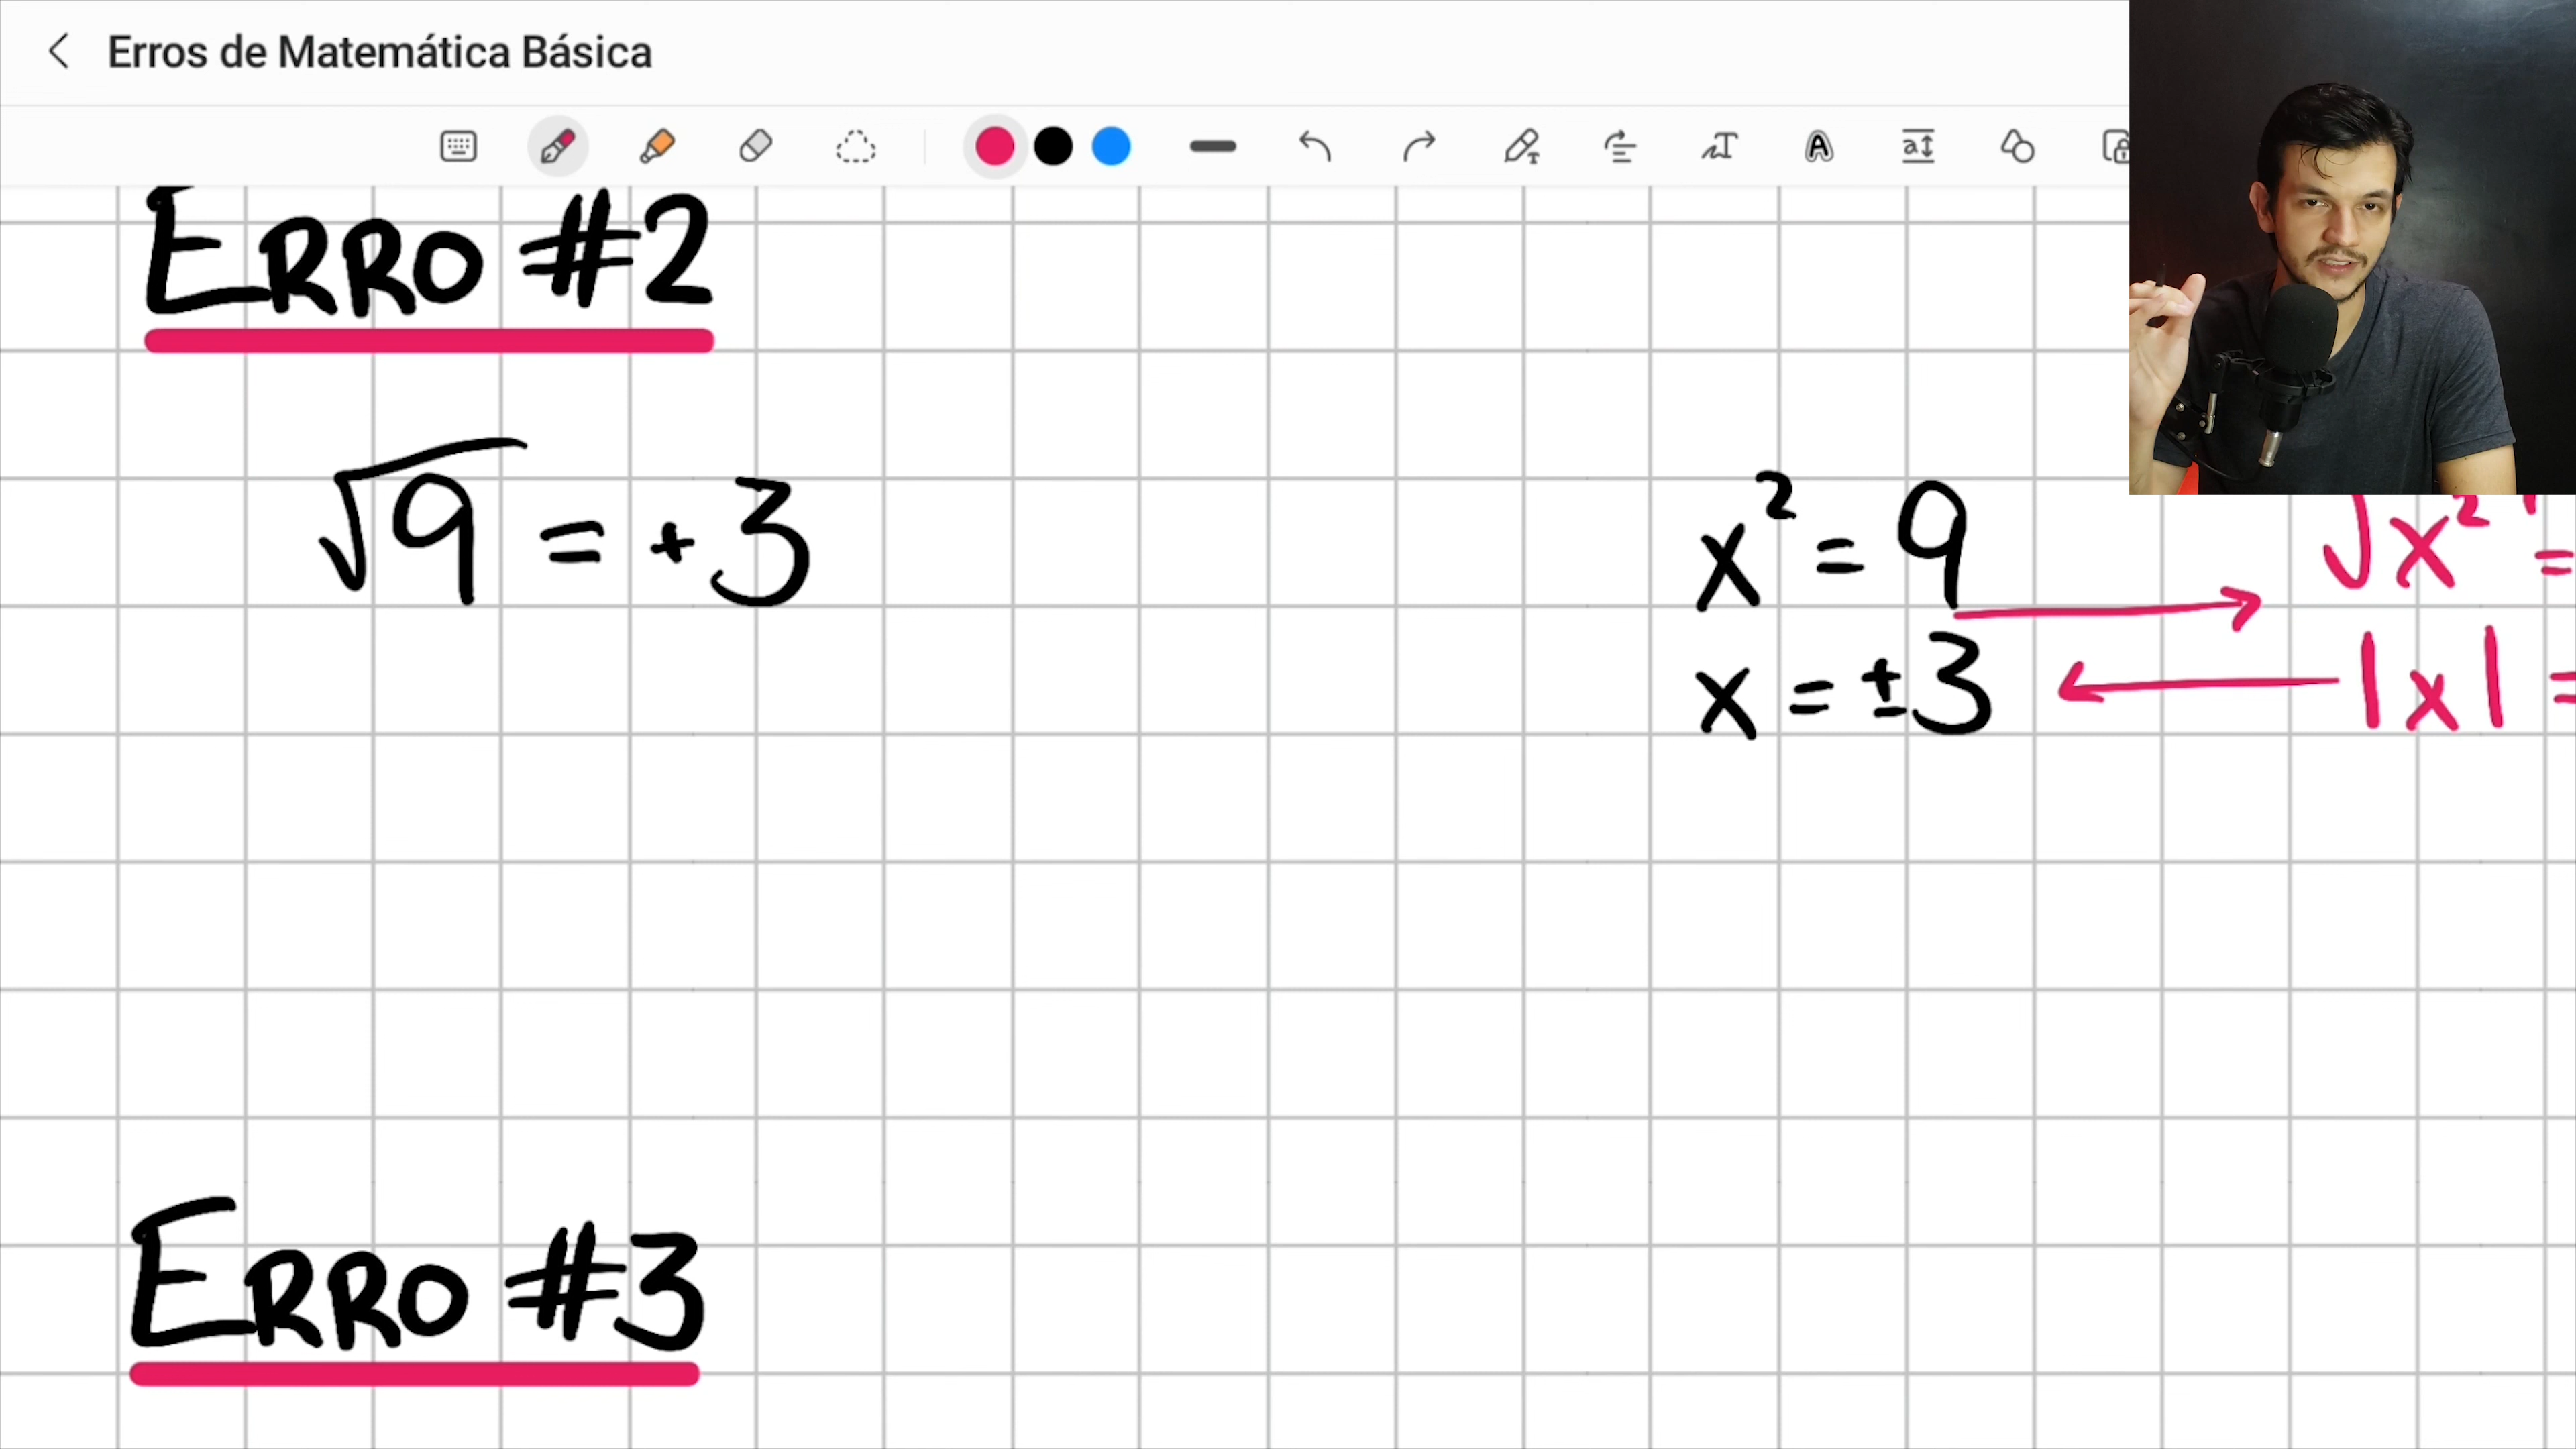 Erros de Matemática Básica
ERRO #2
√9 = +3
x² = 9
x = ±3
√x² =
|x| =
ERRO #3